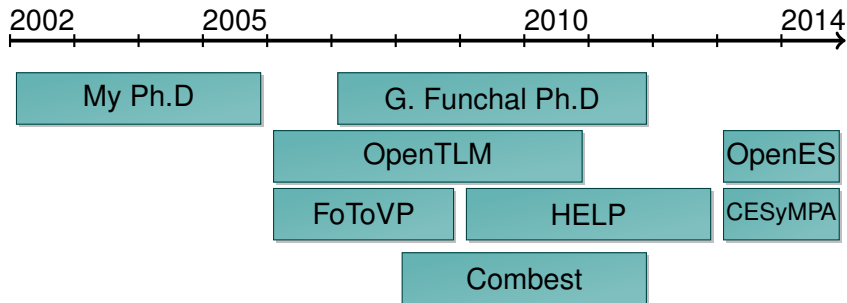 2002 2005 2010 2014
My Ph.D G. Funchal Ph.D
OpenTLM OpenES
FoToVP HELP CESyMPA
Combest